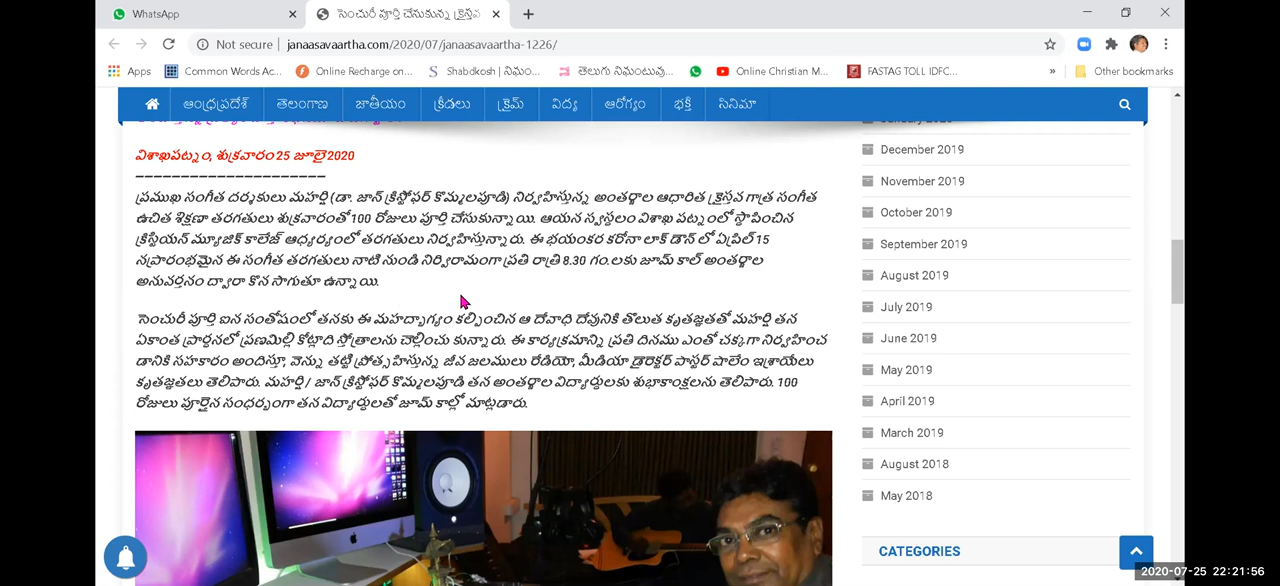 WhatsApp
సెంచురీ పూర్తి చేసుకున్న క్రైస్తవ
Not secure | janaasavaartha.com/2020/07/janaasavaartha-1226/
Apps Common Words Ac... Online Recharge on... Shabdkosh | నిఘం... తెలుగు నిఘంటువు... Online Christian M... FASTAG TOLL IDFC... » Other bookmarks
ఆంధ్రప్రదేశ్ తెలంగాణ జాతీయం క్రీడలు క్రైమ్ విద్య ఆరోగ్యం భక్తి సినిమా
విశాఖపట్నం, శుక్రవారం 25 జూలై 2020
ప్రముఖ సంగీత దర్శకులు మహర్షి (డా. జాన్ క్రిస్టోఫర్ కొమ్మలపూడి) నిర్వహిస్తున్న అంతర్జాల ఆధారిత క్రైస్తవ గాత్ర సంగీత
ఉచిత శిక్షణా తరగతులు శుక్రవారంతో 100 రోజులు పూర్తి చేసుకున్నాయి. ఆయన స్వస్థలం విశాఖ పట్నంలో స్థాపించిన
క్రిస్టియన్ మ్యూజిక్ కాలేజ్ ఆధ్వర్యంలో తరగతులు నిర్వహిస్తున్నారు. ఈ భయంకర కరోనా లాక్ డౌన్ లో ఏప్రిల్ 15
నప్రారంభమైన ఈ సంగీత తరగతులు నాటి నుండి నిర్విరామంగా ప్రతి రాత్రి 8.30 గం.లకు జూమ్ కాల్ అంతర్జాల
అనువర్తనం ద్వారా కొన సాగుతూ ఉన్నాయి.
సెంచురీ పూర్తి ఐన సంతోషంలో తనకు ఈ మహద్భాగ్యం కల్పించిన ఆ దేవాధి దేవునికి తొలుత కృతజ్ఞతతో మహర్షి తన
ఏకాంత ప్రార్థనలో ప్రణమిల్లి కోట్లాది స్తోత్రాలను చెల్లించు కున్నారు. ఈ కార్యక్రమాన్ని ప్రతి దినము ఎంతో చక్కగా నిర్వహించ
డానికి సహకారం అందిస్తూ, వెన్ను తట్టి ప్రోత్సహిస్తున్న జీవ జలములు రేడియో, మీడియా డైరెక్టర్ పాస్టర్ షాలేం ఇశ్రాయేలు
కృతజ్ఞతలు తెలిపారు. మహర్షి / జాన్ క్రిస్టోఫర్ కొమ్మలపూడి తన అంతర్జాల విద్యార్థులకు శుభాకాంక్షలను తెలిపారు. 100
రోజులు పూర్తైన సంధర్భంగా తన విద్యార్థులతో జూమ్ కాల్లో మాట్లడారు.
December 2019
November 2019
October 2019
September 2019
August 2019
July 2019
June 2019
May 2019
April 2019
March 2019
August 2018
May 2018
CATEGORIES
2020-07-25 22:21:56